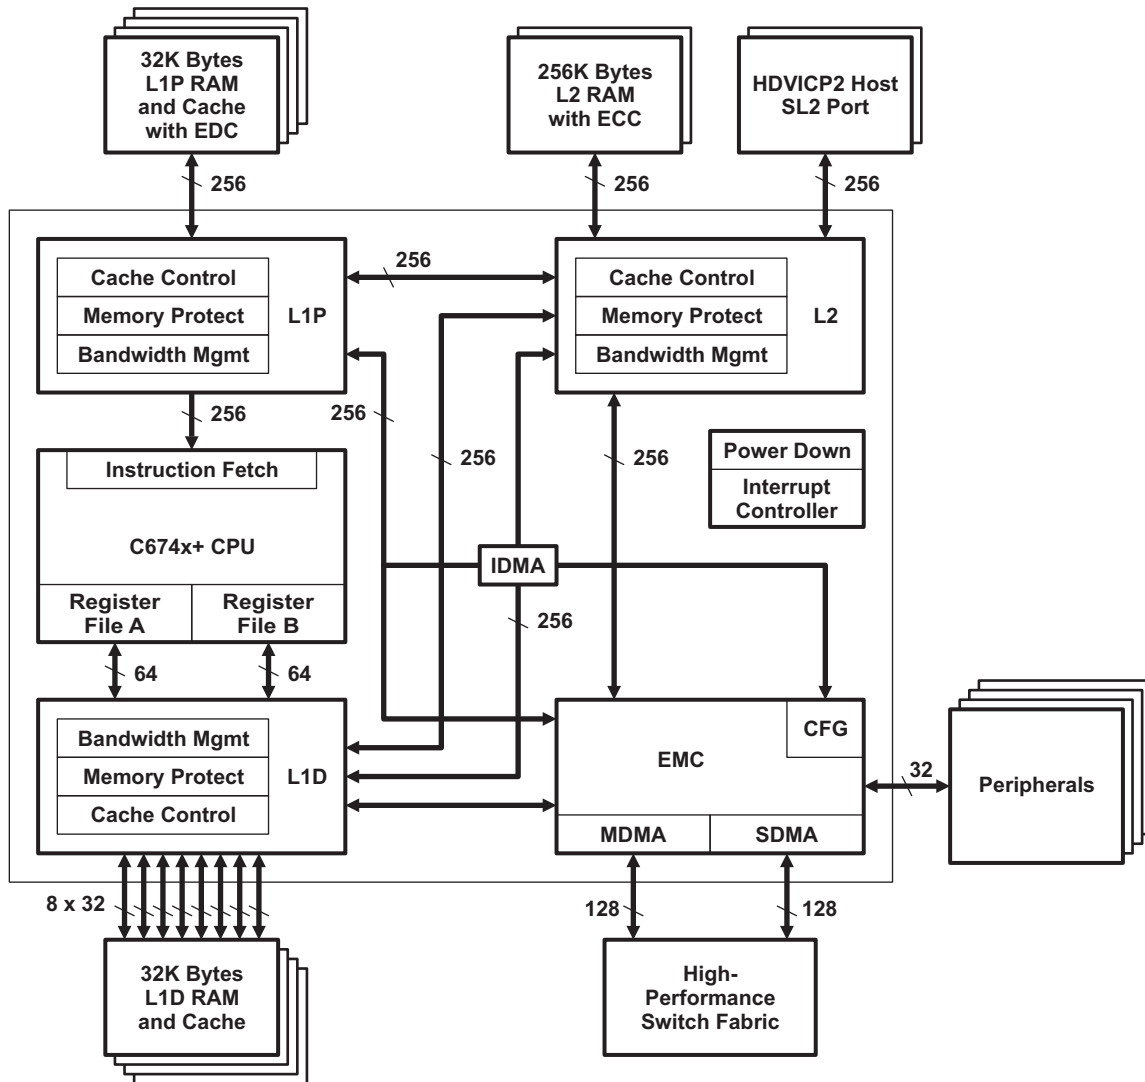 32K Bytes
L1P RAM
and Cache
with EDC
256K Bytes
L2 RAM
with ECC
HDVICP2 Host
SL2 Port
256
256
256
Cache Control
Memory Protect
Bandwidth Mgmt
L1P
256
Cache Control
Memory Protect
Bandwidth Mgmt
L2
256
256
256
256
Instruction Fetch
C674x+ CPU
Register
File A
Register
File B
Power Down
Interrupt
Controller
IDMA
256
64
64
Bandwidth Mgmt
Memory Protect
Cache Control
L1D
CFG
EMC
MDMA
SDMA
32
Peripherals
8 x 32
128
128
32K Bytes
L1D RAM
and Cache
High-
Performance
Switch Fabric